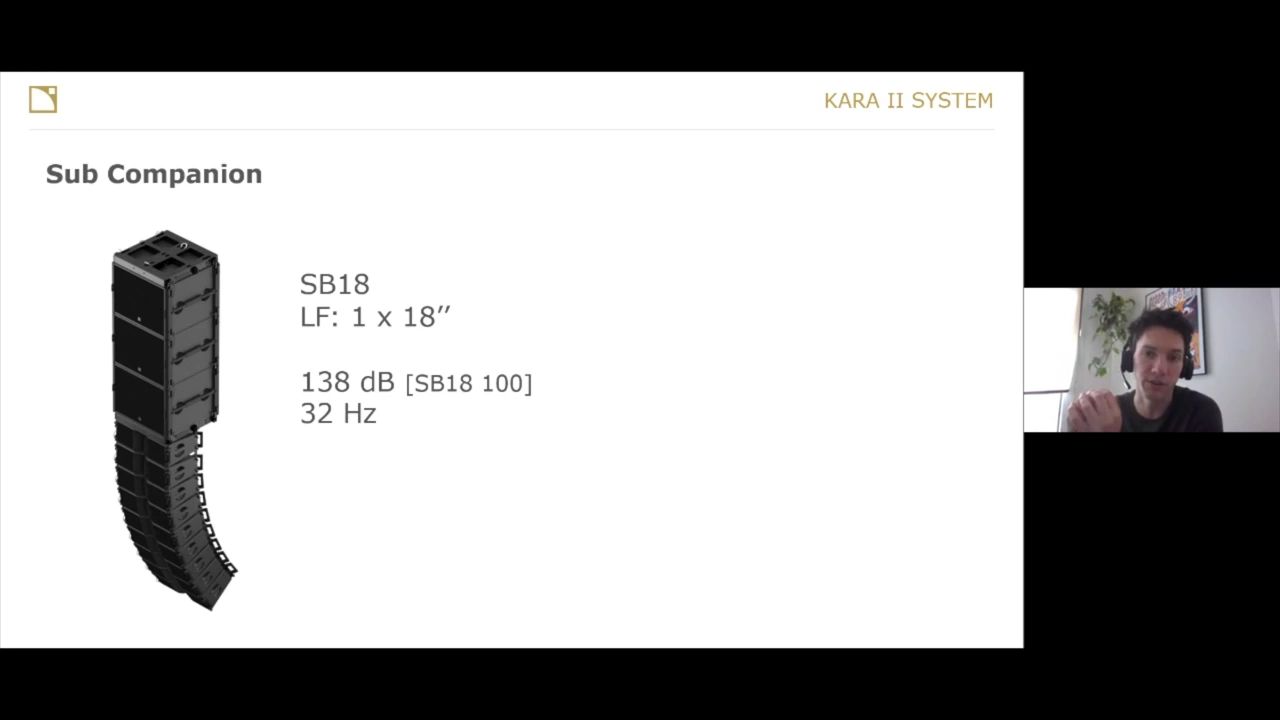 KARA II SYSTEM
Sub Companion
SB18
LF: 1 x 18’’
138 dB [SB18 100]
32 Hz